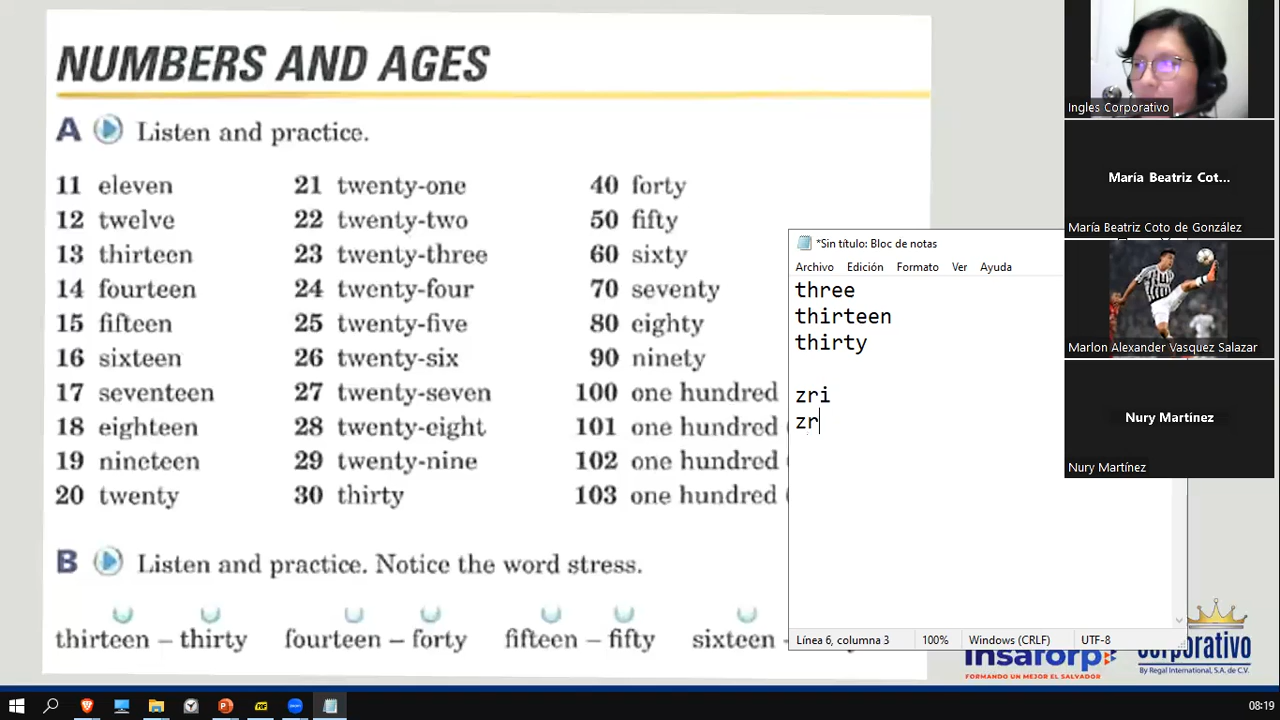 NUMBERS AND AGES
A Listen and practice.
11 eleven
12 twelve
13 thirteen
14 fourteen
15 fifteen
16 sixteen
17 seventeen
18 eighteen
19 nineteen
20 twenty
21 twenty-one
22 twenty-two
23 twenty-three
24 twenty-four
25 twenty-five
26 twenty-six
27 twenty-seven
28 twenty-eight
29 twenty-nine
30 thirty
40 forty
50 fifty
60 sixty
70 seventy
80 eighty
90 ninety
100 one hundred
101 one hundred
102 one hundred
103 one hundred
B Listen and practice. Notice the word stress.
thirteen – thirty fourteen – forty fifteen – fifty sixteen -
*Sin título: Bloc de notas
Archivo Edición Formato Ver Ayuda
three
thirteen
thirty
zri
zr
Línea 6, columna 3 100% Windows (CRLF) UTF-8
Ingles Corporativo
María Beatriz Cot...
María Beatriz Coto de González
Marlon Alexander Vasquez Salazar
Nury Martínez
Nury Martínez
Insaforp
FORMANDO UN MEJOR EL SALVADOR
Corporativo
By Regal International, S.A. de C.V.
08:19